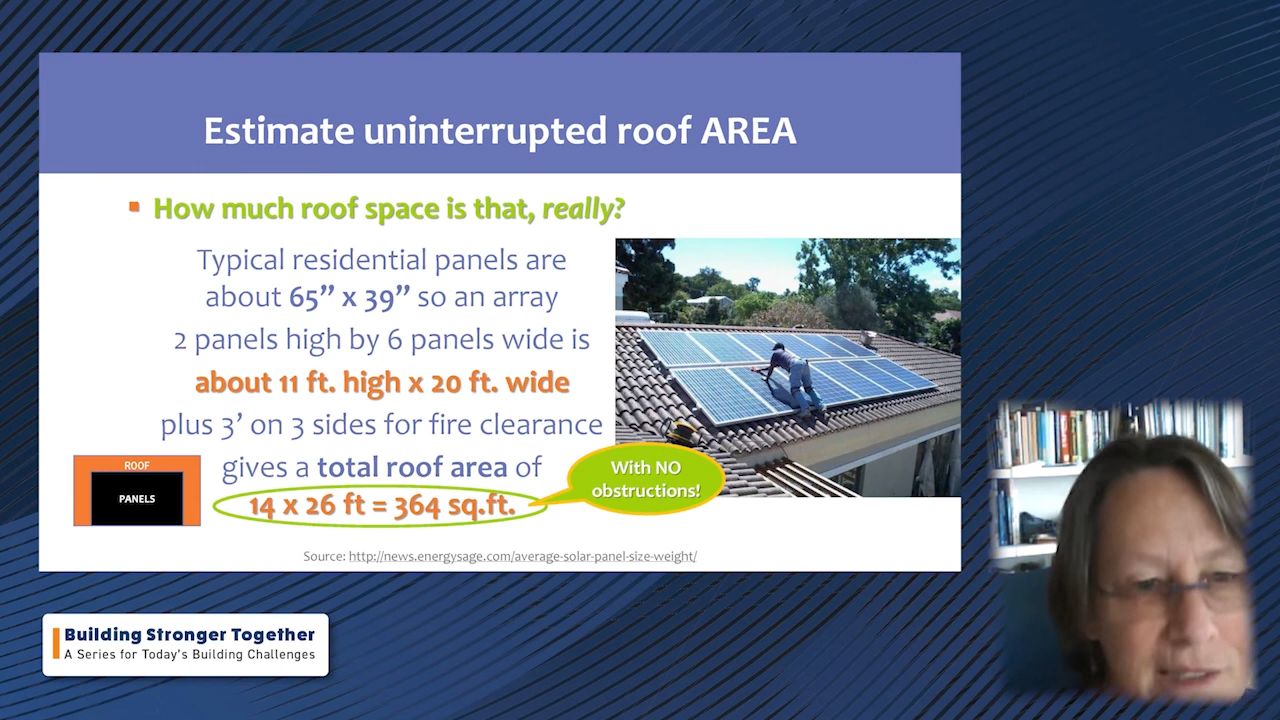 Estimate uninterrupted roof AREA
▪ How much roof space is that, really?
Typical residential panels are
about 65” x 39” so an array
2 panels high by 6 panels wide is
about 11 ft. high x 20 ft. wide
plus 3’ on 3 sides for fire clearance
gives a total roof area of
14 x 26 ft = 364 sq.ft.
With NO
obstructions!
ROOF
PANELS
Source: http://news.energysage.com/average-solar-panel-size-weight/
Building Stronger Together
A Series for Today's Building Challenges